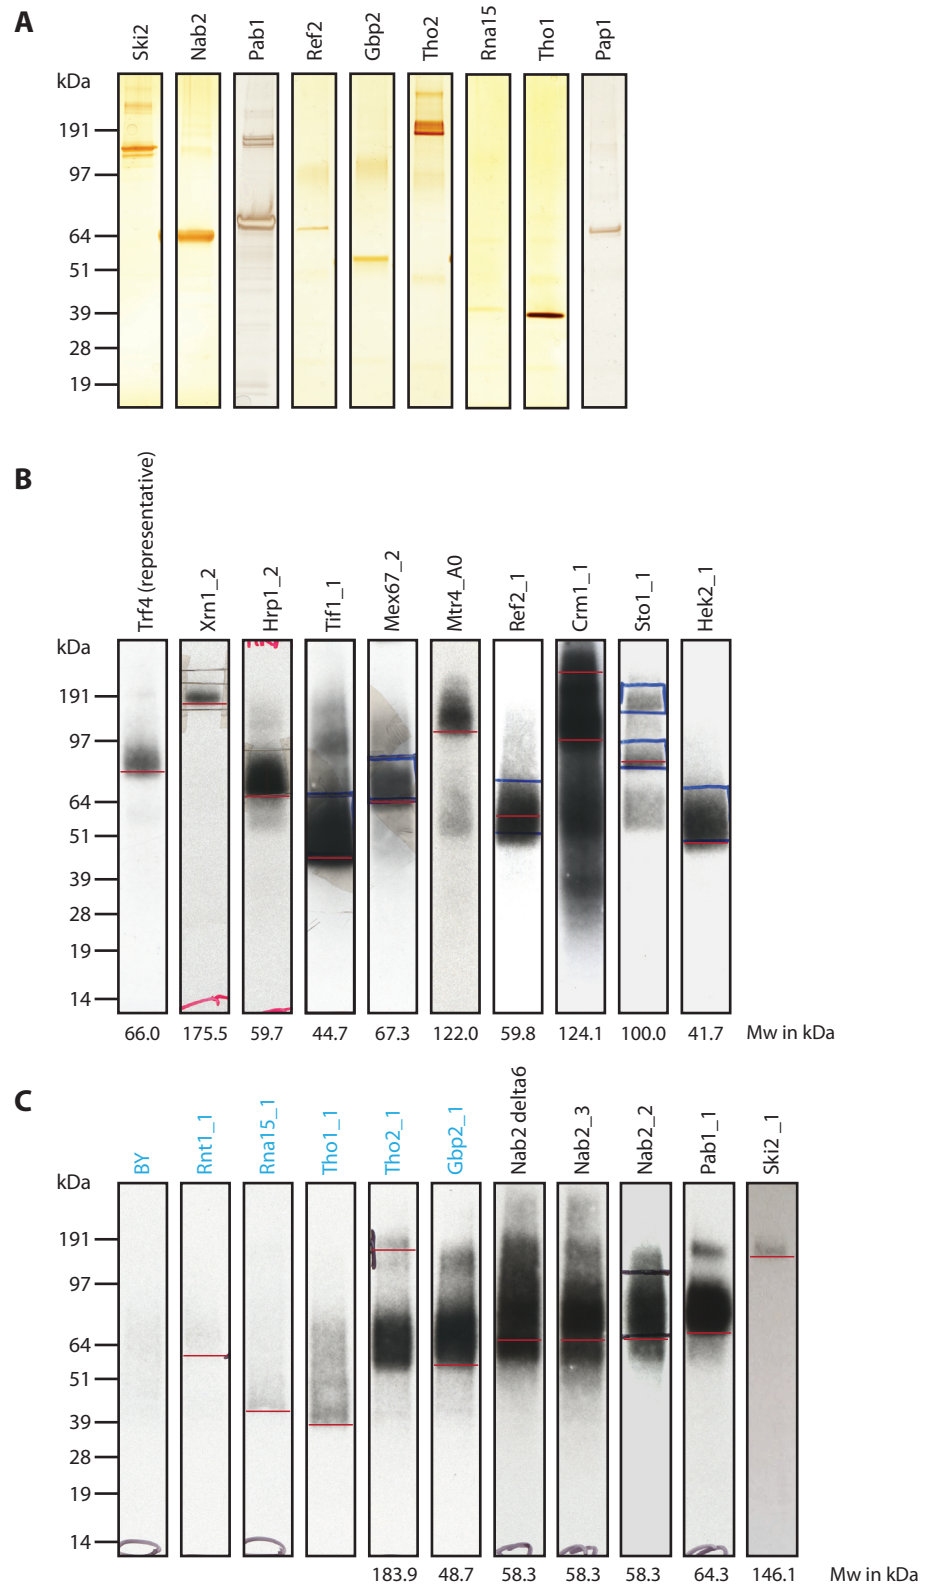 A
Ski2 Nab2 Pab1 Ref2 Gbp2 Tho2 Rna15 Tho1 Pap1
kDa
191
97
64
51
39
28
19
B
Trf4 (representative) Xrn1_2 Hrp1_2 Tif1_1 Mex67_2 Mtr4_A0 Ref2_1 Crm1_1 Sto1_1 Hek2_1
kDa
191
97
64
51
39
28
19
14
66.0 175.5 59.7 44.7 67.3 122.0 59.8 124.1 100.0 41.7 Mw in kDa
C
BY Rnt1_1 Rna15_1 Tho1_1 Tho2_1 Gbp2_1 Nab2 delta6 Nab2_3 Nab2_2 Pab1_1 Ski2 _1
kDa
191
97
64
51
39
28
19
14
183.9 48.7 58.3 58.3 58.3 64.3 146.1 Mw in kDa